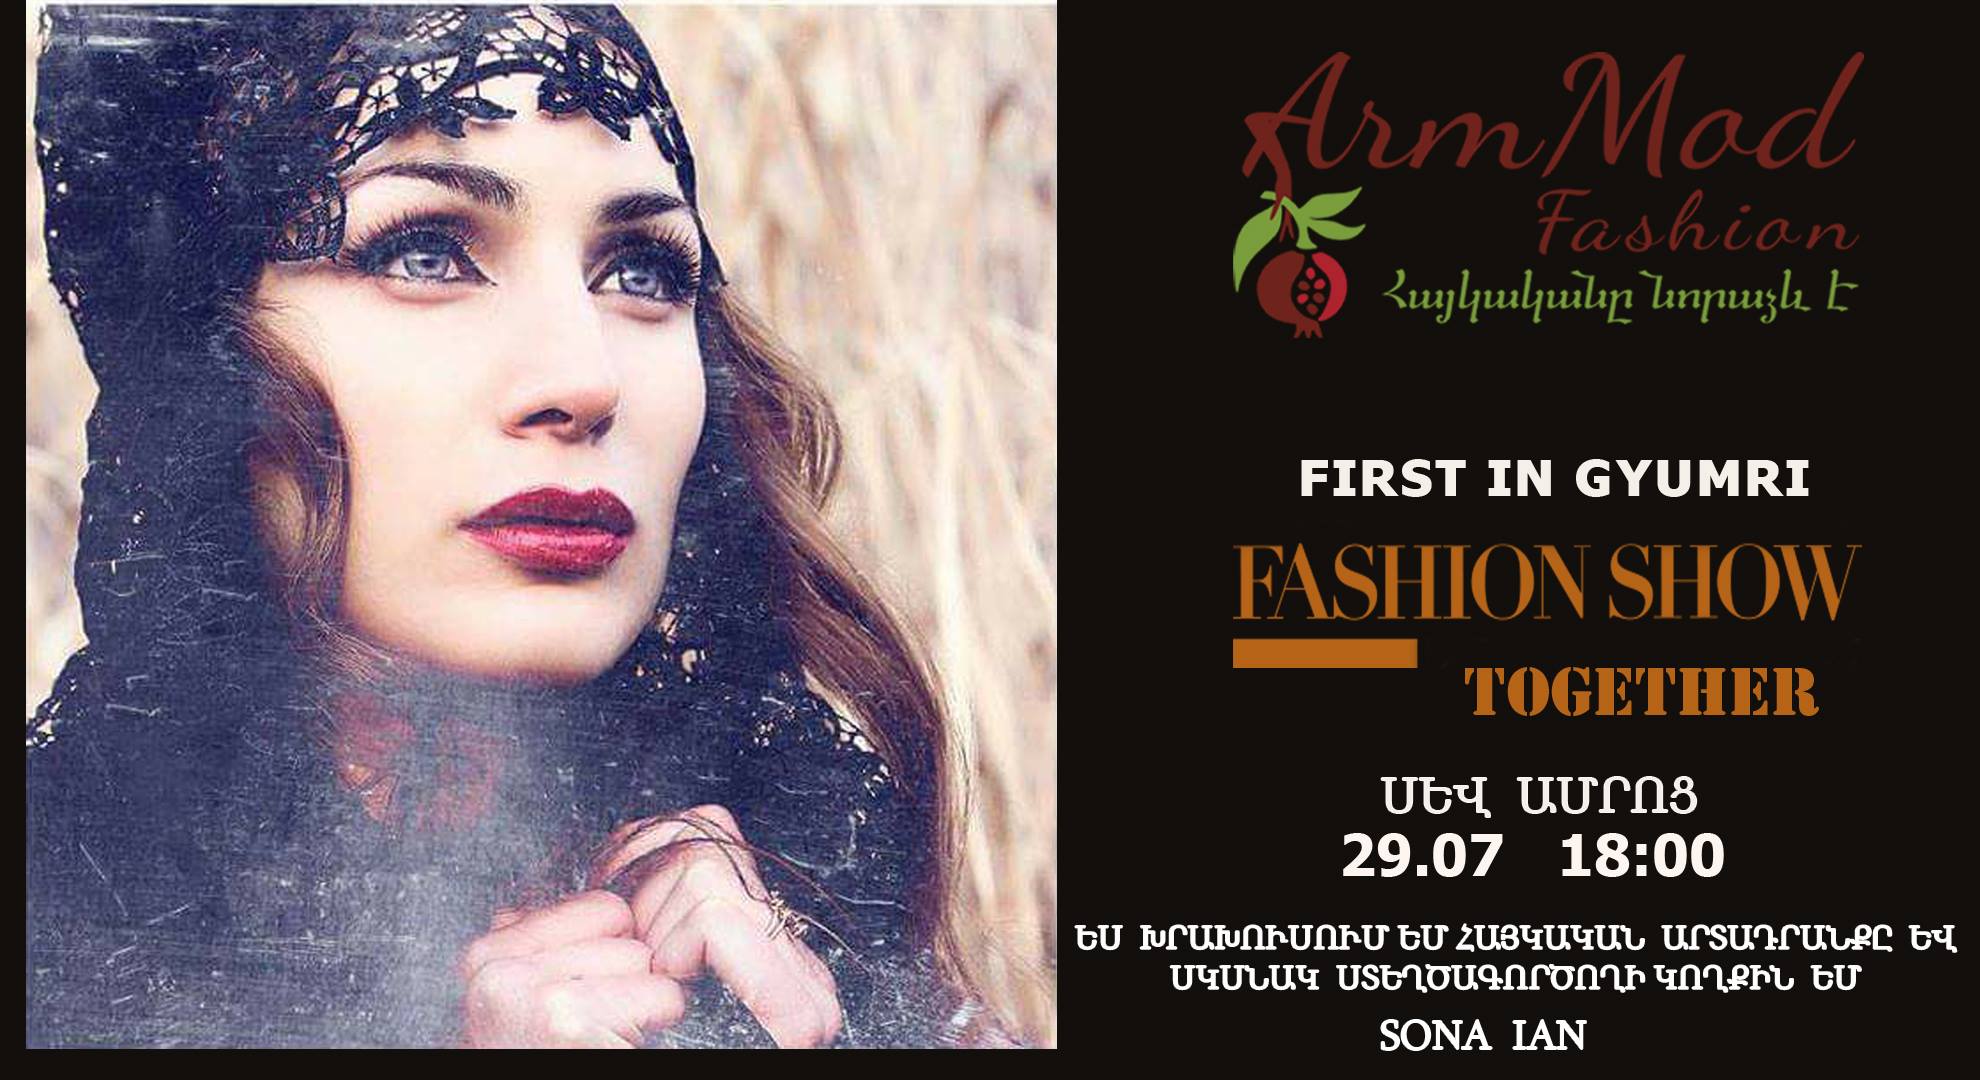 ArmMod
Fashion
Հայկականը նորաշև է
FIRST IN GYUMRI
FASHION SHOW
TOGETHER
ՍԵՎ ԱՄՐՈՑ
29.07 18:00
ԵՍ ԽՐԱԽՈՒՍՈՒՄ ԵՄ ՀԱՅԿԱԿԱՆ ԱՐՏԱԴՐԱՆՔԸ ԵՎ
ՍԿՍՆԱԿ ՍՏԵՂԾԱԳՈՐԾՈՂԻ ԿՈՂՔԻՆ ԵՄ
SONA IAN